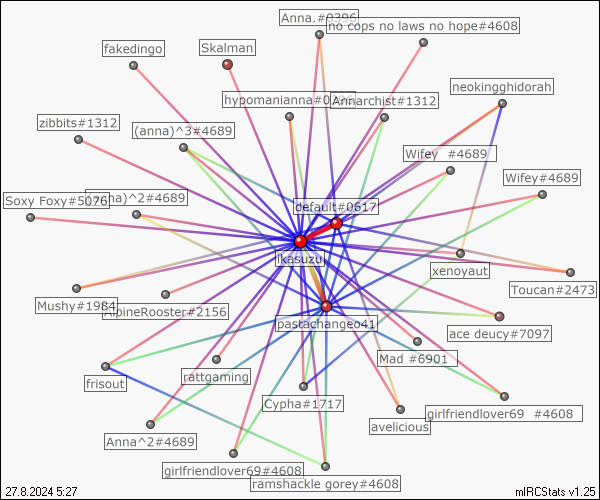 Anna.#0396
no cops no laws no hope#4608
fakedingo
Skalman
neokingghidorah
hypomanianna#0
Annarchist#1312
zibbits#1312
(anna)^3#4689
Wifey #4689
Wifey#4689
Soxy Foxy#5076
)^2#4689
default#0617
ikasuzu
xenoyaut
Toucan#2473
Mushy#1984
AlpineRooster#2156
pastachangeo41
ace deucy#7097
Mad #6901
rattgaming
frisout
Cypha#1717
girlfriendlover69 #4608
avelicious
Anna^2#4689
girlfriendlover69#4608
ramshackle gorey#4608
27.8.2024 5:27
mIRCStats v1.25